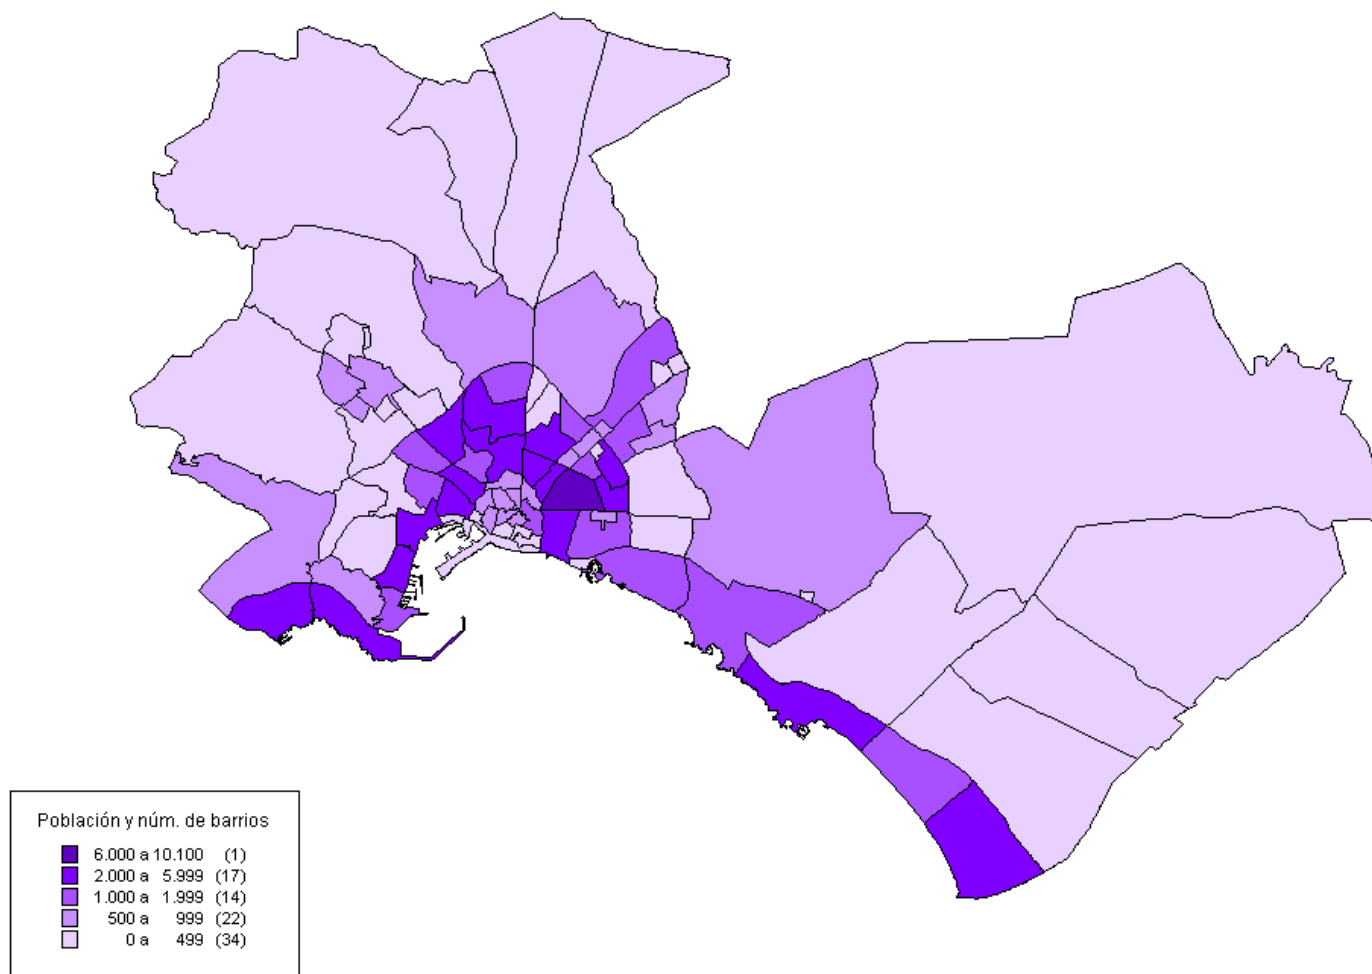 Población y núm. de barrios
6.000 a 10.100 (1)
2.000 a 5.999 (17)
1.000 a 1.999 (14)
500 a 999 (22)
0 a 499 (34)